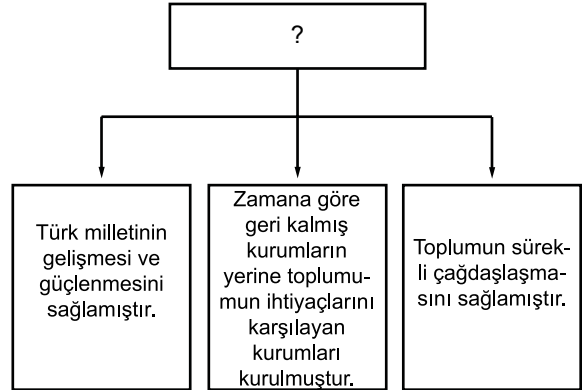 ?
Türk milletinin
gelişmesi ve
güçlenmesini
sağlamıştır.
Zamana göre
geri kalmış
kurumların
yerine toplumu-
mun ihtiyaçlarını
karşılayan
kurumları
kurulmuştur.
Toplumun sürek-
li çağdaşlaşma-
sını sağlamıştır.